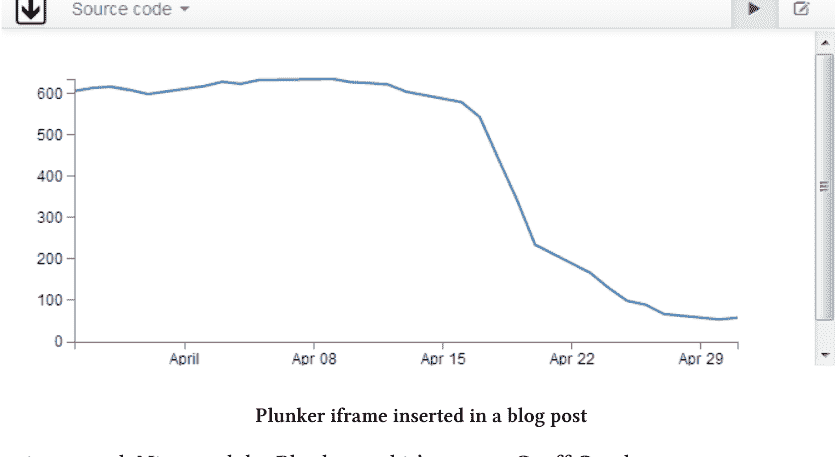 Source code
600
500
400
300
200
100
0
April Apr 08 Apr 15 Apr 22 Apr 29
Plunker iframe inserted in a blog post